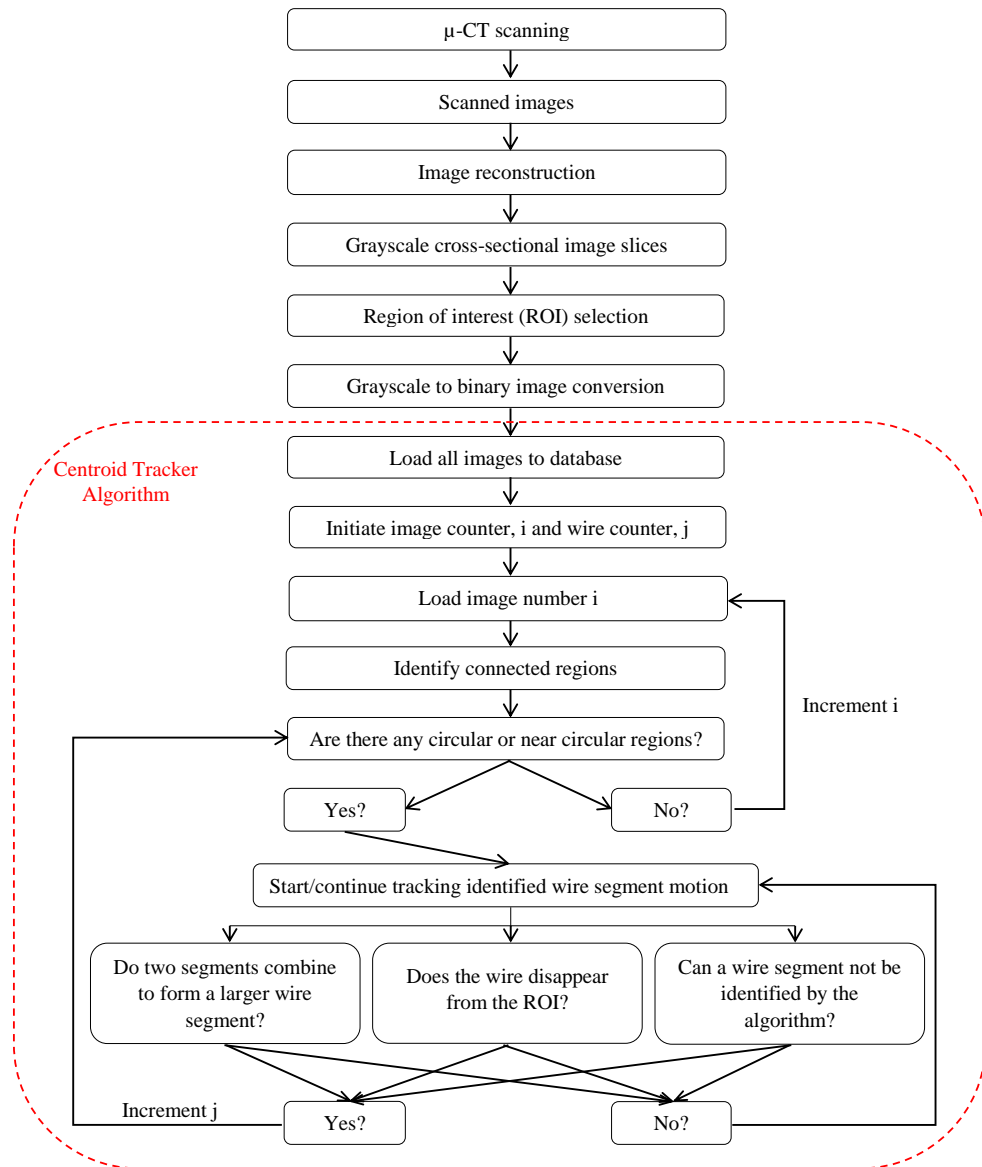 µ-CT scanning
Scanned images
Image reconstruction
Grayscale cross-sectional image slices
Region of interest (ROI) selection
Grayscale to binary image conversion
Centroid Tracker
Algorithm
Load all images to database
Initiate image counter, i and wire counter, j
Load image number i
Identify connected regions
Increment i
Are there any circular or near circular regions?
Yes?
No?
Start/continue tracking identified wire segment motion
Do two segments combine
to form a larger wire
segment?
Does the wire disappear
from the ROI?
Can a wire segment not be
identified by the
algorithm?
Increment j
Yes?
No?